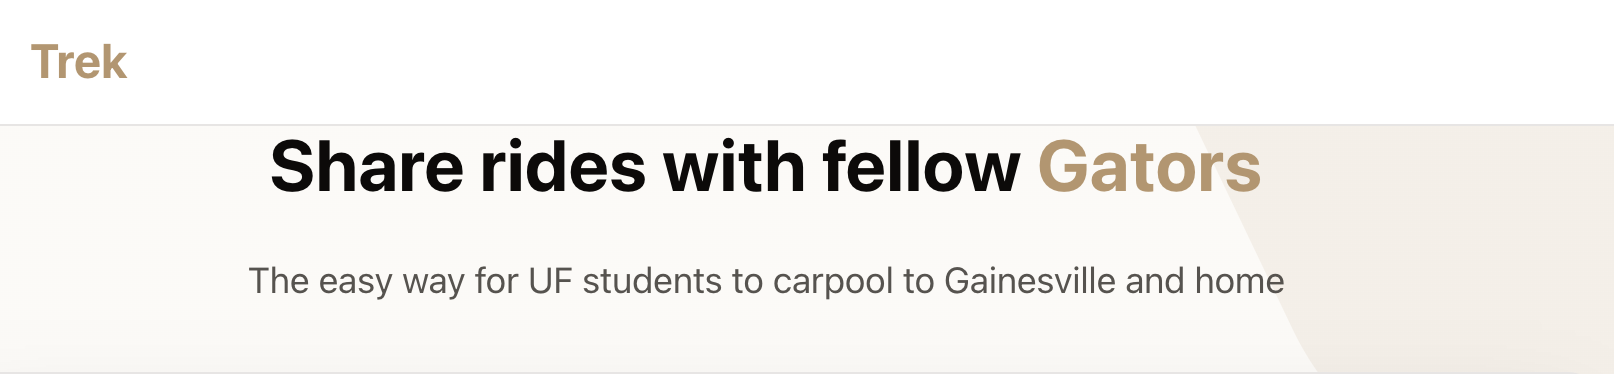 Trek
Share rides with fellow Gators
The easy way for UF students to carpool to Gainesville and home